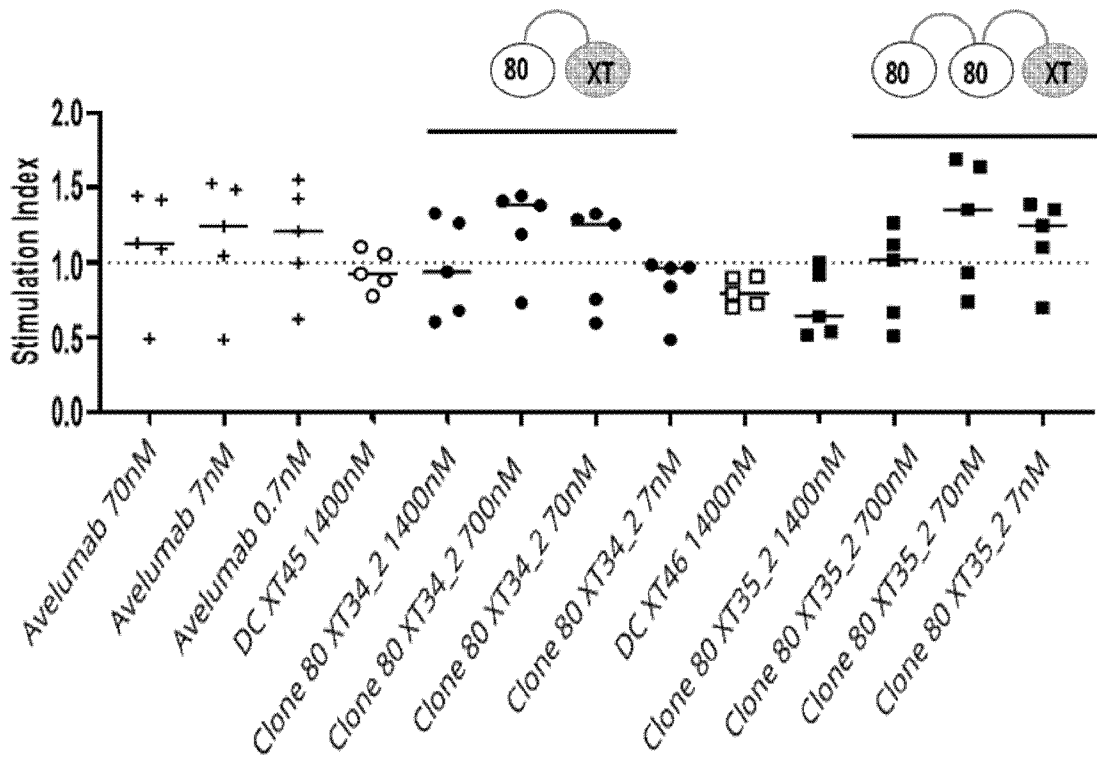 80 XT
80 80 XT
Stimulation Index
2.0
1.5
1.0
0.5
0.0
Avelumab 70nM
Avelumab 7nM
Avelumab 0.7nM
DC XT45 1400nM
Clone 80 XT34_2 1400nM
Clone 80 XT34_2 700nM
Clone 80 XT34_2 70nM
Clone 80 XT34_2 7nM
DC XT46 1400nM
Clone 80 XT35_2 1400nM
Clone 80 XT35_2 700nM
Clone 80 XT35_2 70nM
Clone 80 XT35_2 7nM